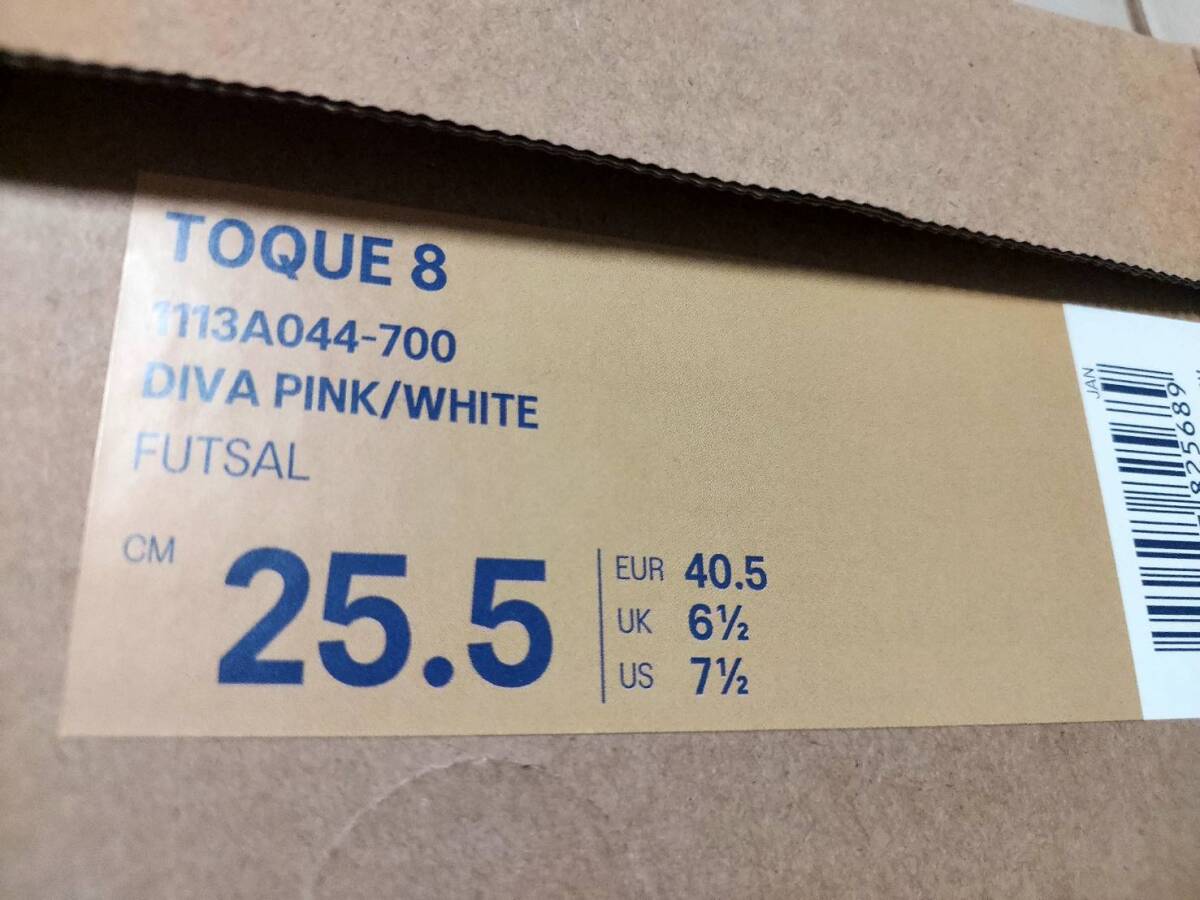 TOQUE 8
1113A044-700
DIVA PINK/WHITE
FUTSAL
CM 25.5
EUR 40.5
UK 6½
US 7½
JAN
825689